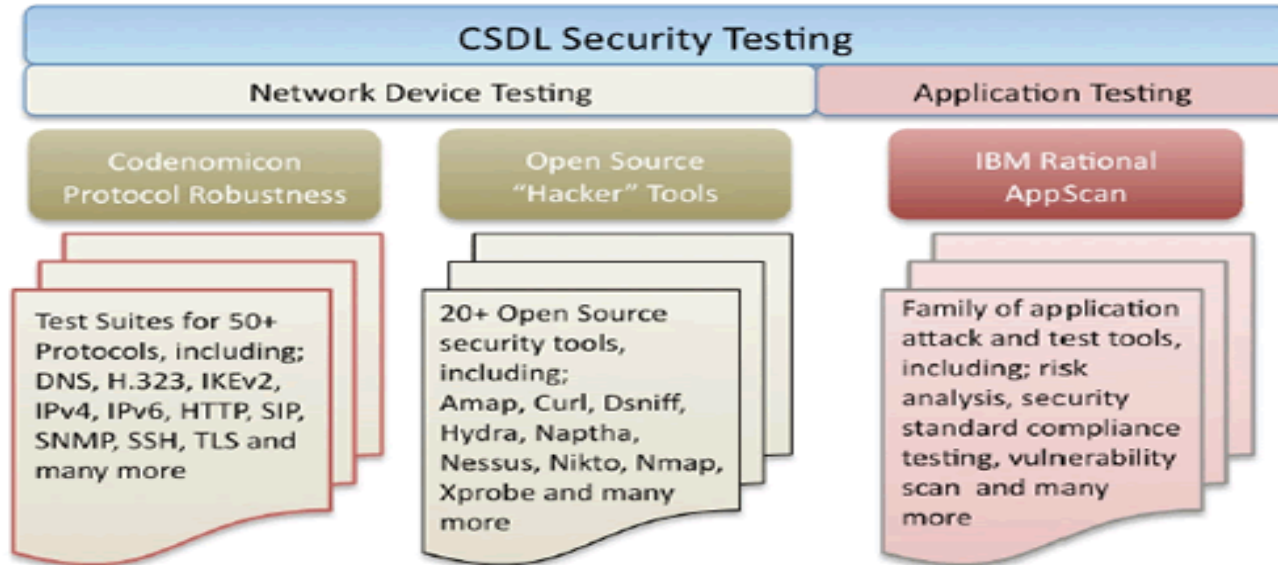 CSDL Security Testing
Network Device Testing
Application Testing
Codenomicon
Protocol Robustness
Open Source
“Hacker” Tools
IBM Rational
AppScan
Test Suites for 50+
Protocols, including;
DNS, H.323, IKEv2,
IPv4, IPv6, HTTP, SIP,
SNMP, SSH, TLS and
many more
20+ Open Source
security tools,
including;
Amap, Curl, Dsniff,
Hydra, Naptha,
Nessus, Nikto, Nmap,
Xprobe and many
more
Family of application
attack and test tools,
including; risk
analysis, security
standard compliance
testing, vulnerability
scan and many
more